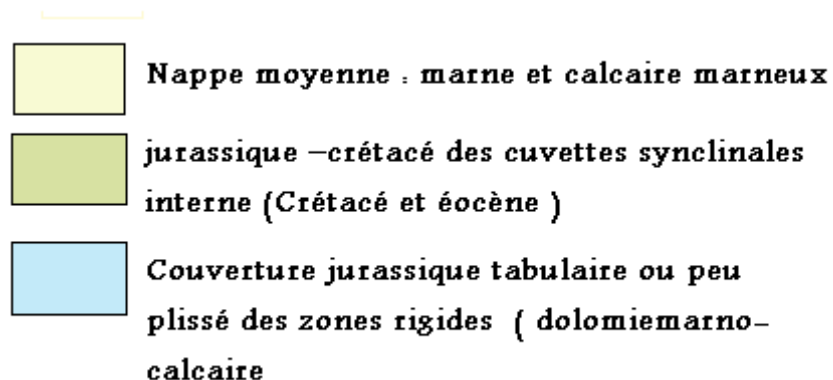 Nappe moyenne : marne et calcaire marneux
jurassique –crétacé des cuvettes synclinales
interne (Crétacé et éocène )
Couverture jurassique tabulaire ou peu
plissé des zones rigides ( dolomiemarno–
calcaire